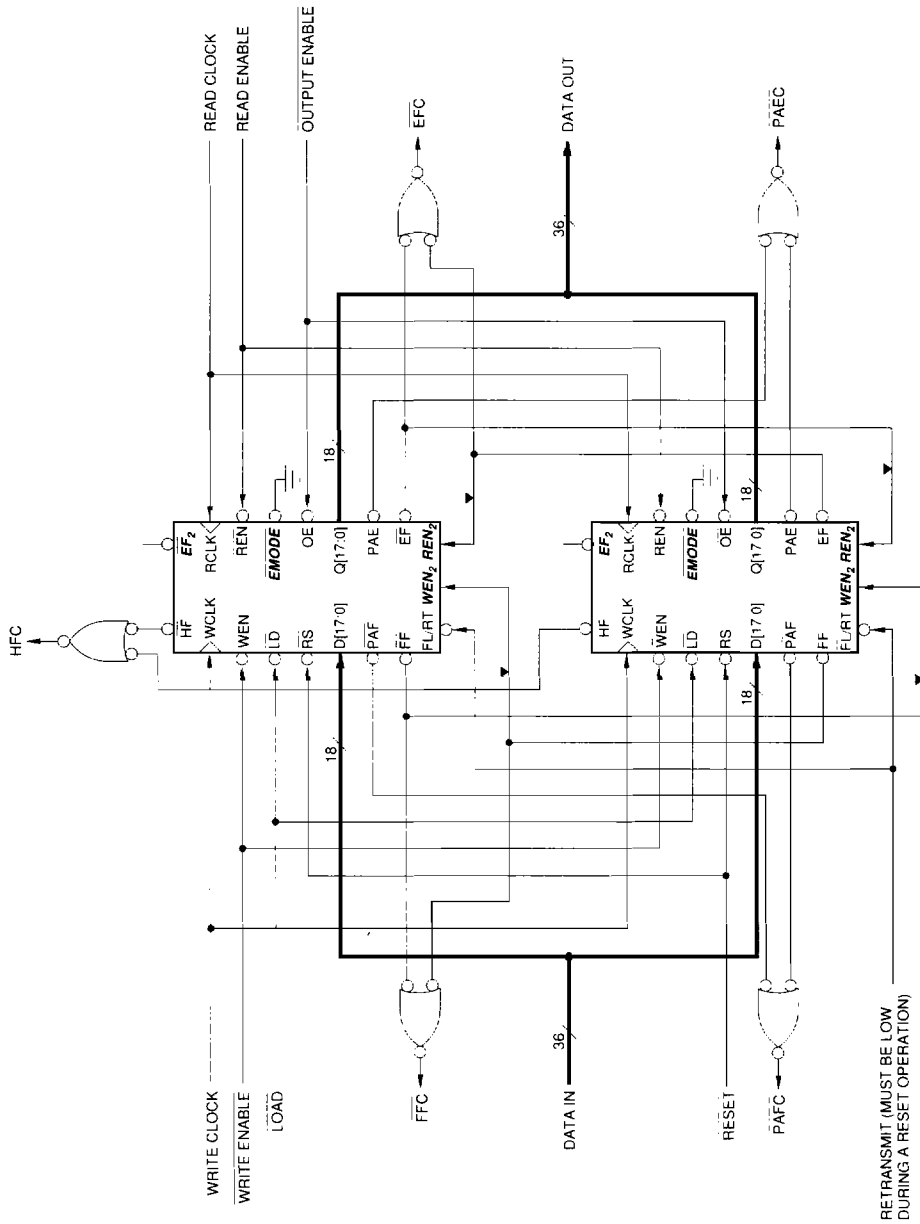 HFC
READ CLOCK
READ ENABLE
OUTPUT ENABLE
EFC
DATA OUT
36
PAEC
EF2
RCLK
REN
EMODE
OE
Q[17:0]
PAE
EF
HF
WCLK
WEN
LD
RS
D[17:0]
PAF
FF
FL/RT WEN2 REN2
18
18
EF2
RCLK
REN
EMODE
OE
Q[17 0]
PAE
EF
HF
WCLK
WEN
LD
RS
D[17:0]
PAF
FF
FL/RT WEN2 REN2
18
18
WRITE CLOCK
WRITE ENABLE
LOAD
FFC
DATA IN
36
RESET
PAFC
RETRANSMIT (MUST BE LOW
DURING A RESET OPERATION)